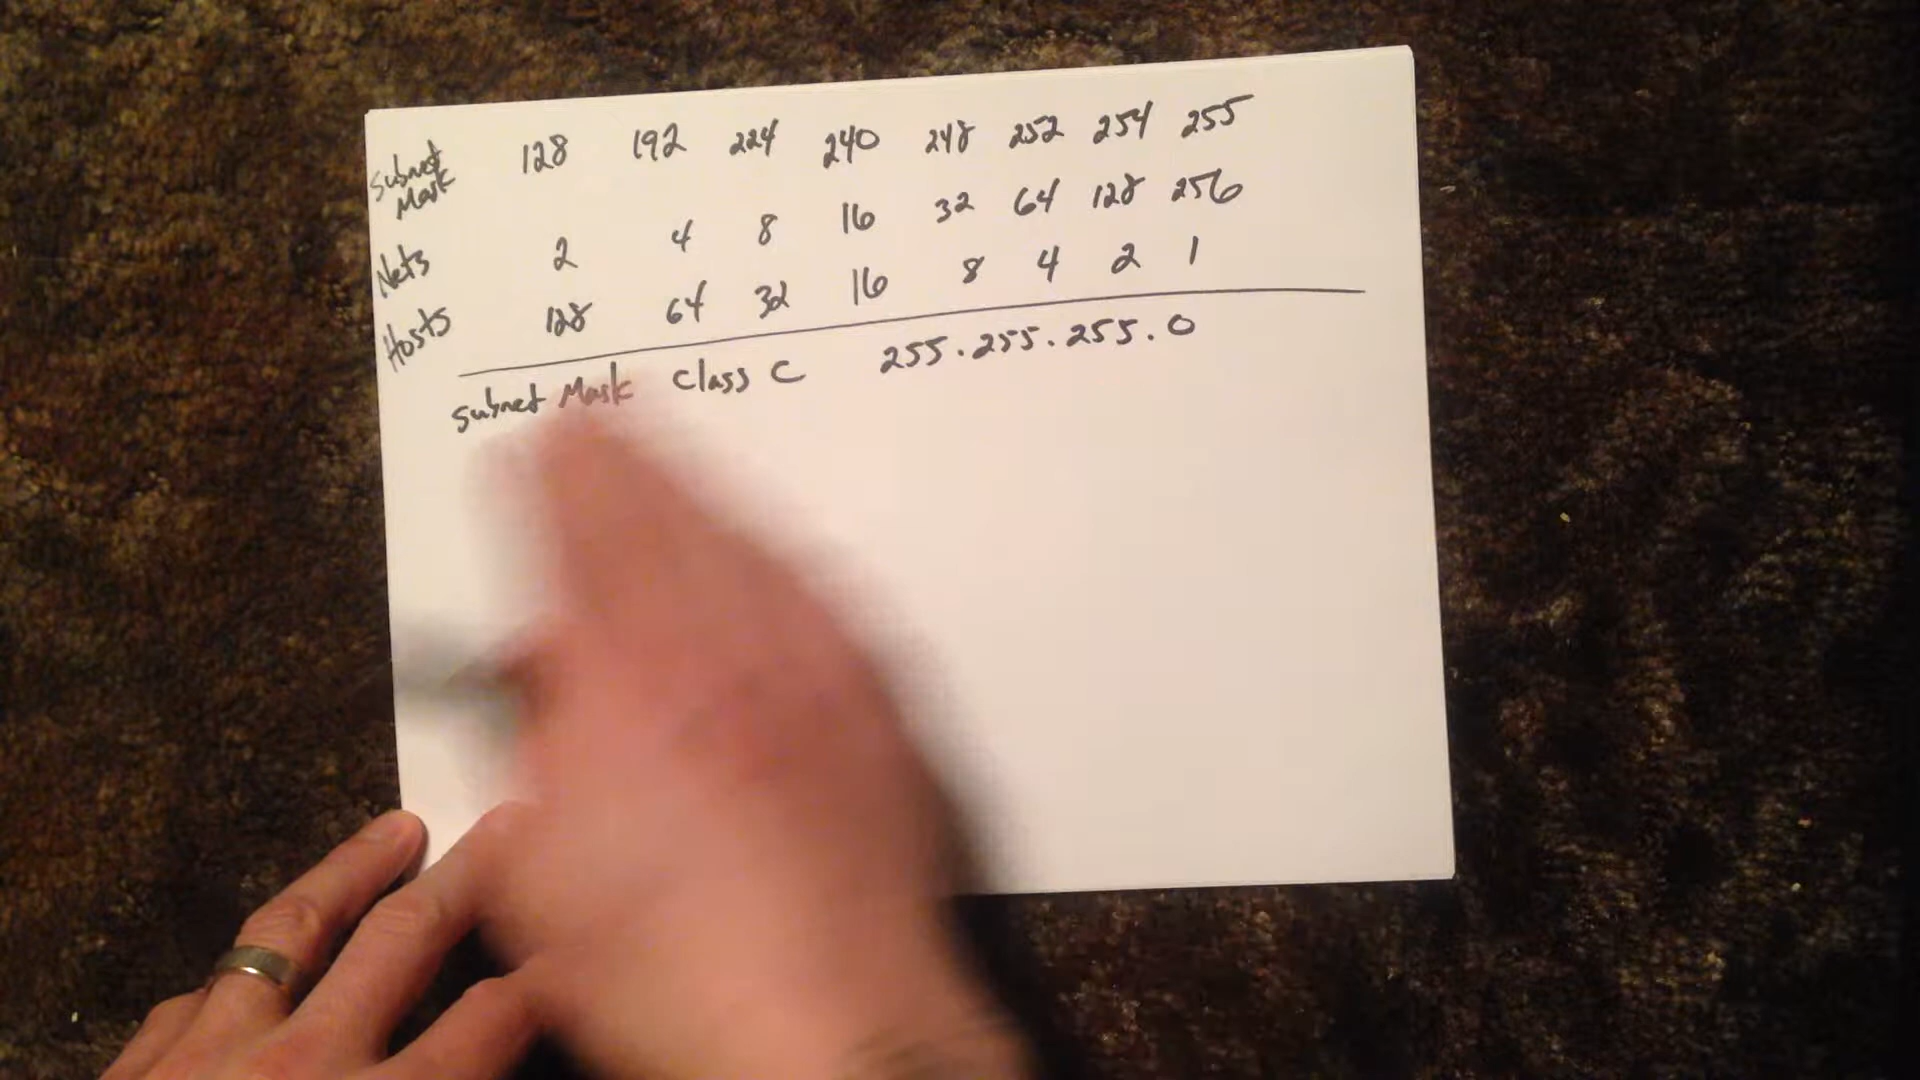 Subnet Mask 128 192 224 240 248 252 254 255
Nets 2 4 8 16 32 64 128 256
Hosts 128 64 32 16 8 4 2 1
Subnet Mask Class C 255.255.255.0